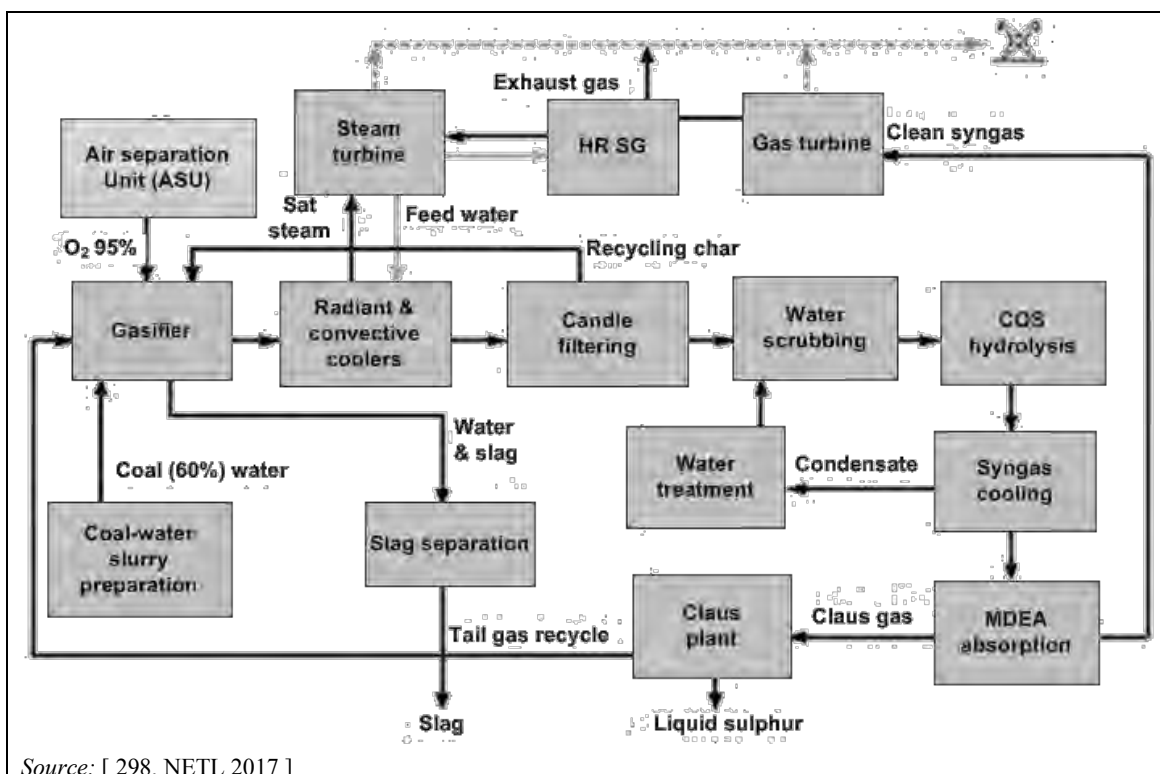 Exhaust gas
Steam
turbine
HR SG
Gas turbine
Clean syngas
Air separation
Unit (ASU)
Sat
steam
Feed water
O₂ 95%
Recycling char
Gasifier
Radiant &
convective
coolers
Candle
filtering
Water
scrubbing
COS
hydrolysis
Water
& slag
Coal (60%) water
Water
treatment
Condensate
Syngas
cooling
Coal-water
slurry
preparation
Slag separation
Claus
plant
Claus gas
MDEA
absorption
Tail gas recycle
Slag
Liquid sulphur
Source: [ 298, NETL 2017 ]